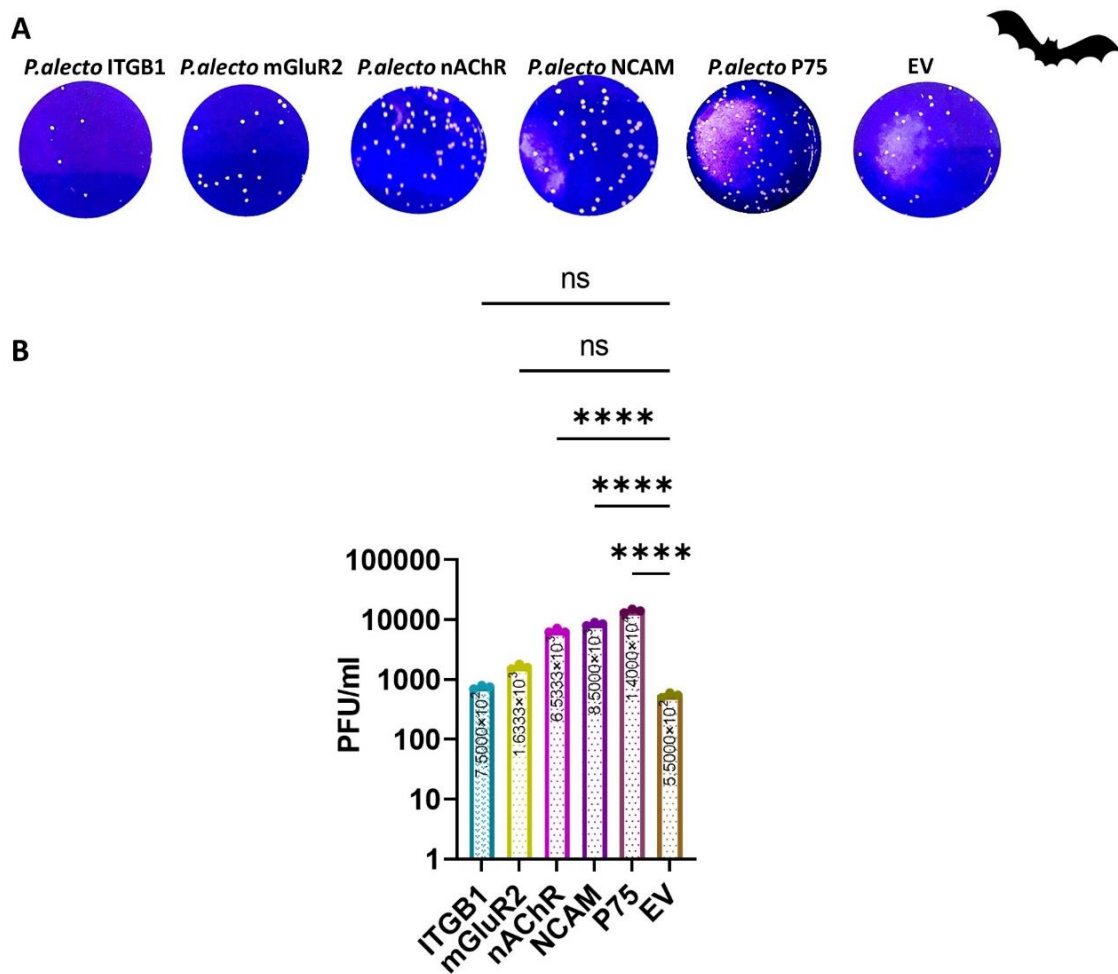 A
P.alecto ITGB1 P.alecto mGluR2 P.alecto nAChR P.alecto NCAM P.alecto P75 EV
ns
B
ns
****
****
****
PFU/ml
100000
10000
1000
100
10
1
7.5000×10²
1.6333×10³
6.5333×10³
8.5000×10³
1.4000×10⁴
5.5000×10²
ITGB1
mGluR2
nAChR
NCAM
P75
EV